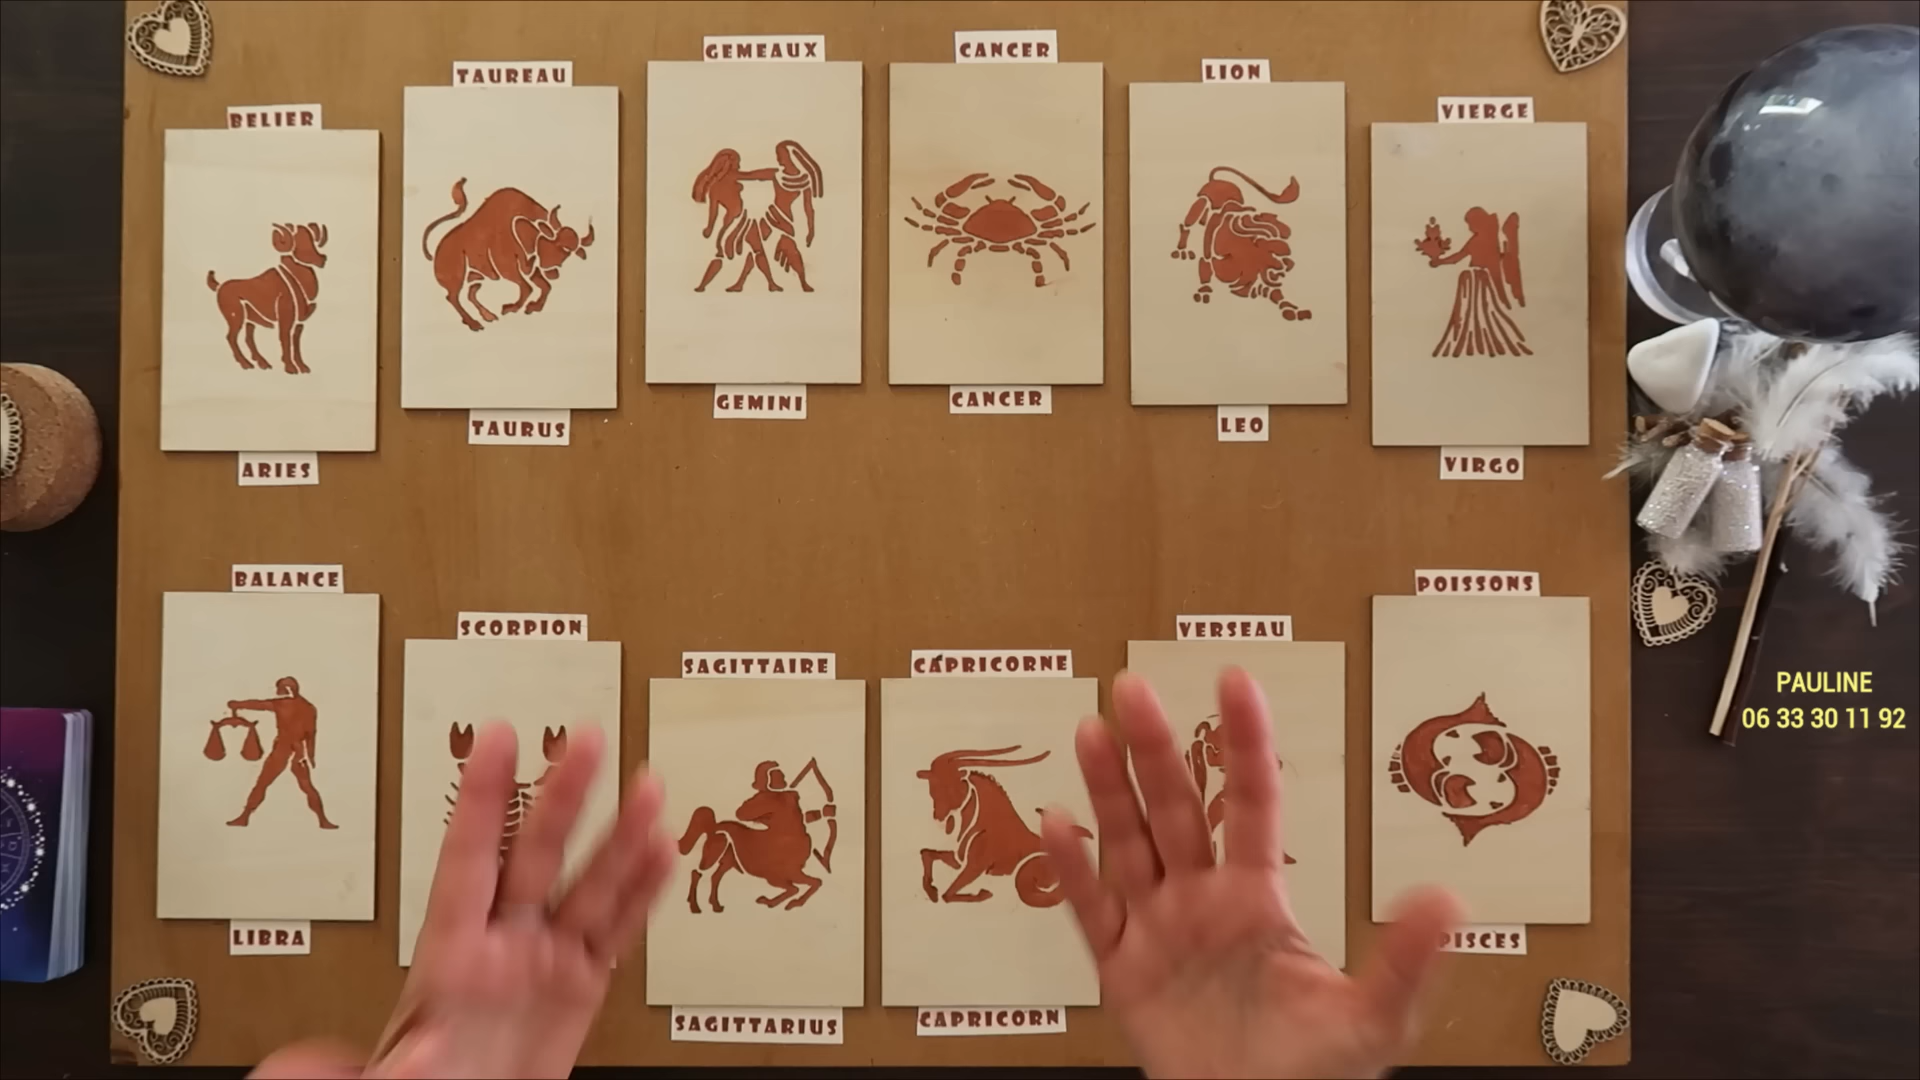 BELIER
TAUREAU
GEMEAUX
CANCER
LION
VIERGE
ARIES
TAURUS
GEMINI
CANCER
LEO
VIRGO
BALANCE
SCORPION
SAGITTAIRE
CAPRICORNE
VERSEAU
POISSONS
LIBRA
SAGITTARIUS
CAPRICORN
PISCES
PAULINE
06 33 30 11 92